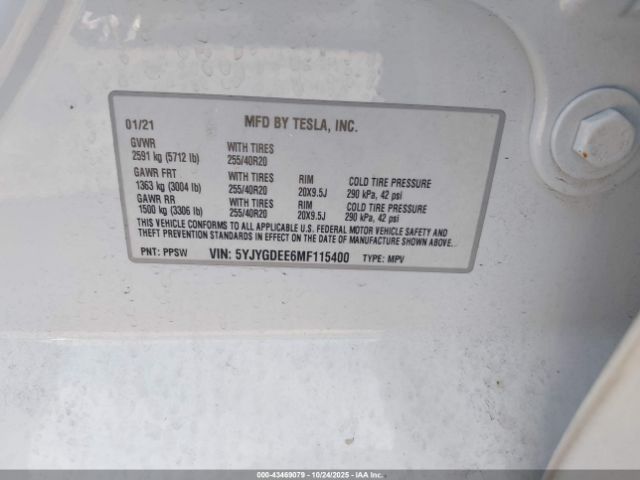 01/21 MFD BY TESLA, INC.
GVWR WITH TIRES
2591 kg (5712 lb) 255/40R20
GAWR FRT WITH TIRES RIM COLD TIRE PRESSURE
1363 kg (3004 lb) 255/40R20 20X9.5J 290 kPa, 42 psi
GAWR RR WITH TIRES RIM COLD TIRE PRESSURE
1500 kg (3306 lb) 255/40R20 20X9.5J 290 kPa, 42 psi
THIS VEHICLE CONFORMS TO ALL APPLICABLE U.S. FEDERAL MOTOR VEHICLE SAFETY AND
THEFT PREVENTION STANDARDS IN EFFECT ON THE DATE OF MANUFACTURE SHOWN ABOVE.
PNT: PPSW VIN: 5YJYGDEE6MF115400 TYPE: MPV
000-43469079 - 10/24/2025 - IAA Inc.